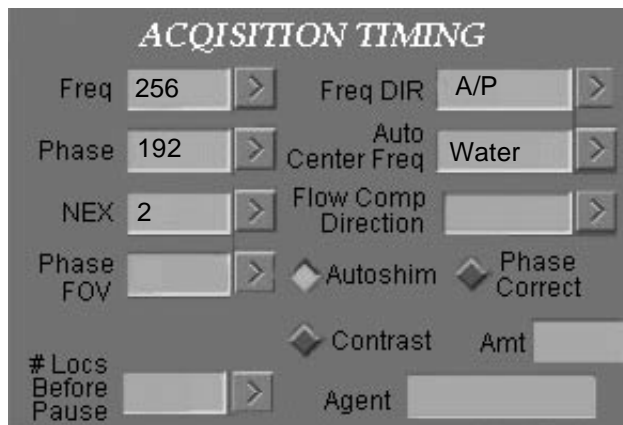 ACQISITION TIMING
Freq 256 > Freq DIR A/P >
Phase 192 > Auto Center Freq Water >
NEX 2 > Flow Comp Direction >
Phase FOV > Autoshim Phase Correct
Contrast Amt
# Locs Before Pause > Agent